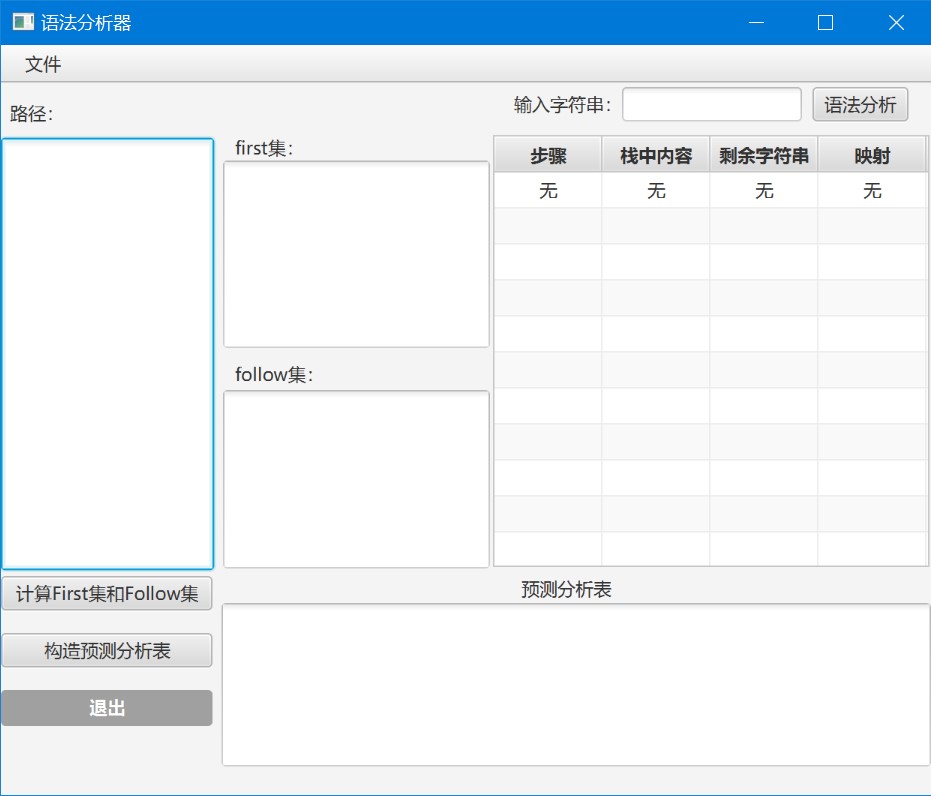 语法分析器
文件
路径：
输入字符串：
语法分析
first集：
步骤 栈中内容 剩余字符串 映射
无 无 无 无
follow集：
计算First集和Follow集
预测分析表
构造预测分析表
退出